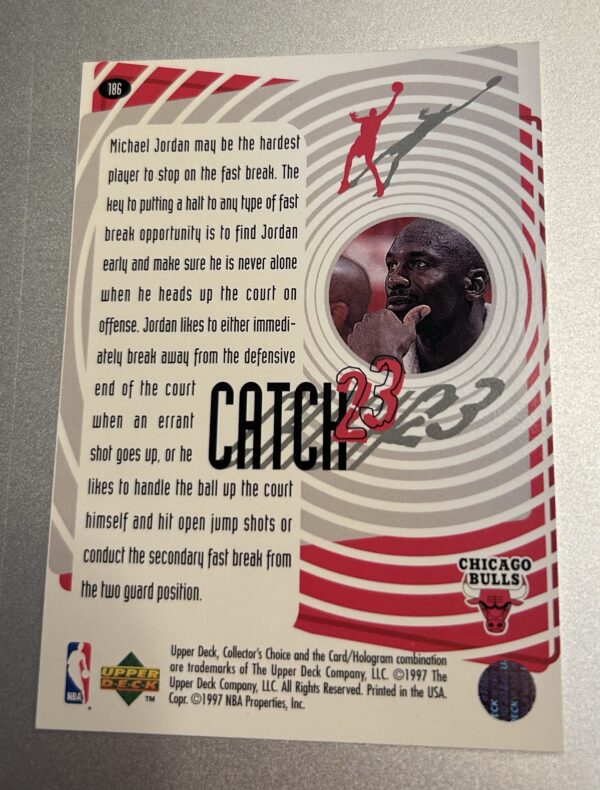 186
Michael Jordan may be the hardest
player to stop on the fast break. The
key to putting a halt to any type of fast
break opportunity is to find Jordan
early and make sure he is never alone
when he heads up the court on
offense. Jordan likes to either immedi-
ately break away from the defensive
end of the court
when an errant
shot goes up, or he
likes to handle the ball up the court
himself and hit open jump shots or
conduct the secondary fast break from
the two guard position.
CATCH 23
CHICAGO
BULLS
NBA
UPPER
DECK
TM
Upper Deck, Collector's Choice and the Card/Hologram combination
are trademarks of The Upper Deck Company, LLC. ©1997 The
Upper Deck Company, LLC. All Rights Reserved. Printed in the USA.
Copr. ©1997 NBA Properties, Inc.